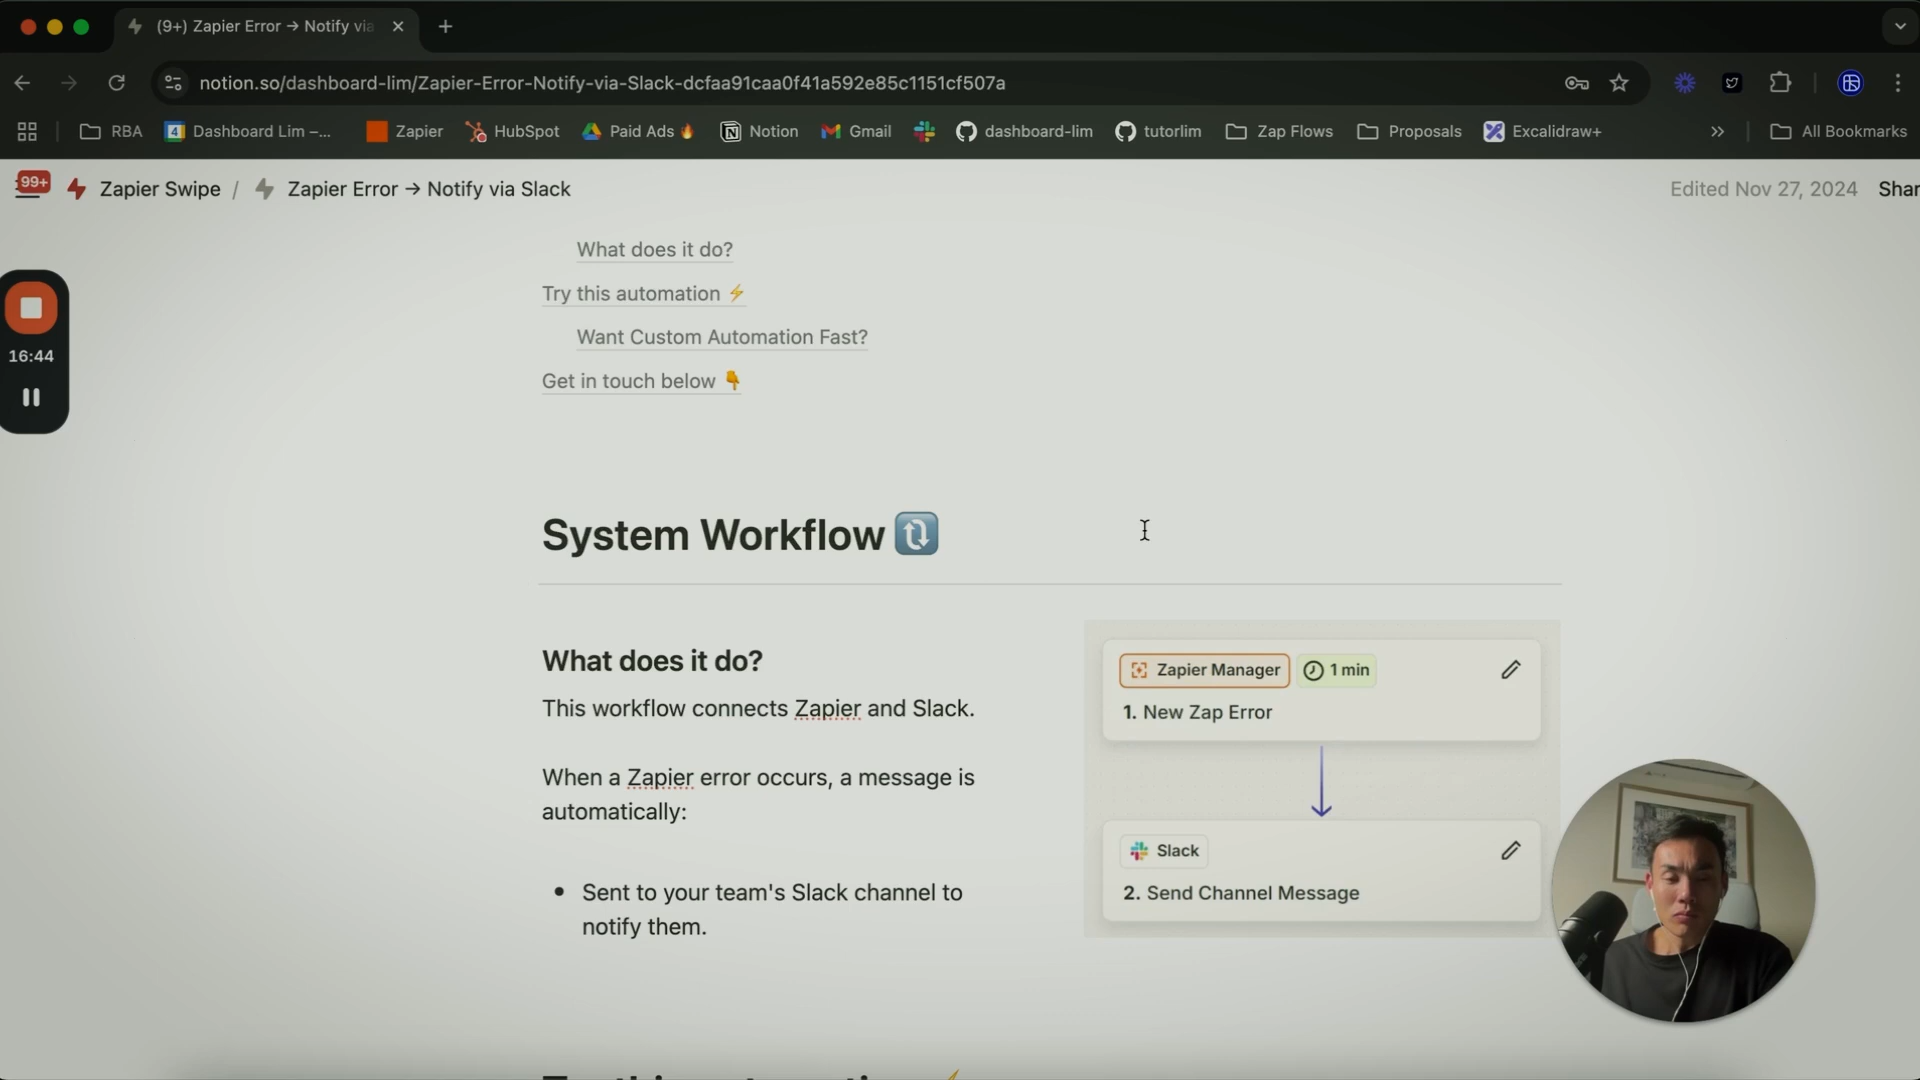 (9+) Zapier Error → Notify via
notion.so/dashboard-lim/Zapier-Error-Notify-via-Slack-dcfaa91caa0f41a592e85c1151cf507a
RBA
4 Dashboard Lim –...
Zapier
HubSpot
Paid Ads 🔥
Notion
Gmail
dashboard-lim
tutorlim
Zap Flows
Proposals
Excalidraw+
All Bookmarks
99+
Zapier Swipe / Zapier Error → Notify via Slack
Edited Nov 27, 2024
Shar
What does it do?
Try this automation ⚡
Want Custom Automation Fast?
Get in touch below 👇
16:44
System Workflow 🔃
What does it do?
This workflow connects Zapier and Slack.
When a Zapier error occurs, a message is
automatically:
• Sent to your team's Slack channel to
notify them.
Zapier Manager
1 min
1. New Zap Error
Slack
2. Send Channel Message